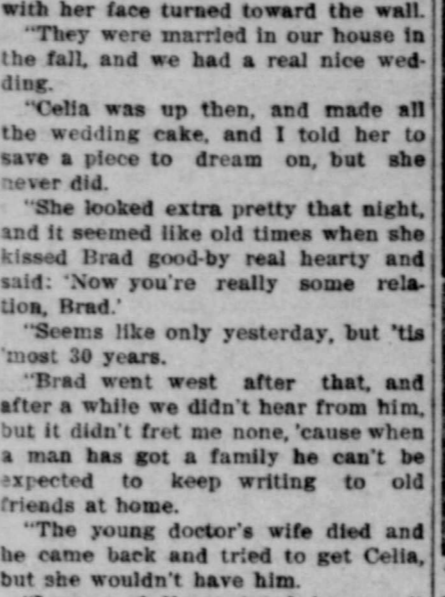 with her face turned toward the wall.
"They were married in our house in
the fall, and we had a real nice wed-
ding.
"Celia was up then, and made all
the wedding cake, and I told her to
save a piece to dream on, but she
never did.
"She looked extra pretty that night,
and it seemed like old times when she
kissed Brad good-by real hearty and
said: 'Now you're really some rela-
tion, Brad.'
"Seems like only yesterday, but 'tis
'most 30 years.
"Brad went west after that, and
after a while we didn't hear from him,
but it didn't fret me none, 'cause when
a man has got a family he can't be
expected to keep writing to old
friends at home.
"The young doctor's wife died and
he came back and tried to get Celia,
but she wouldn't have him.